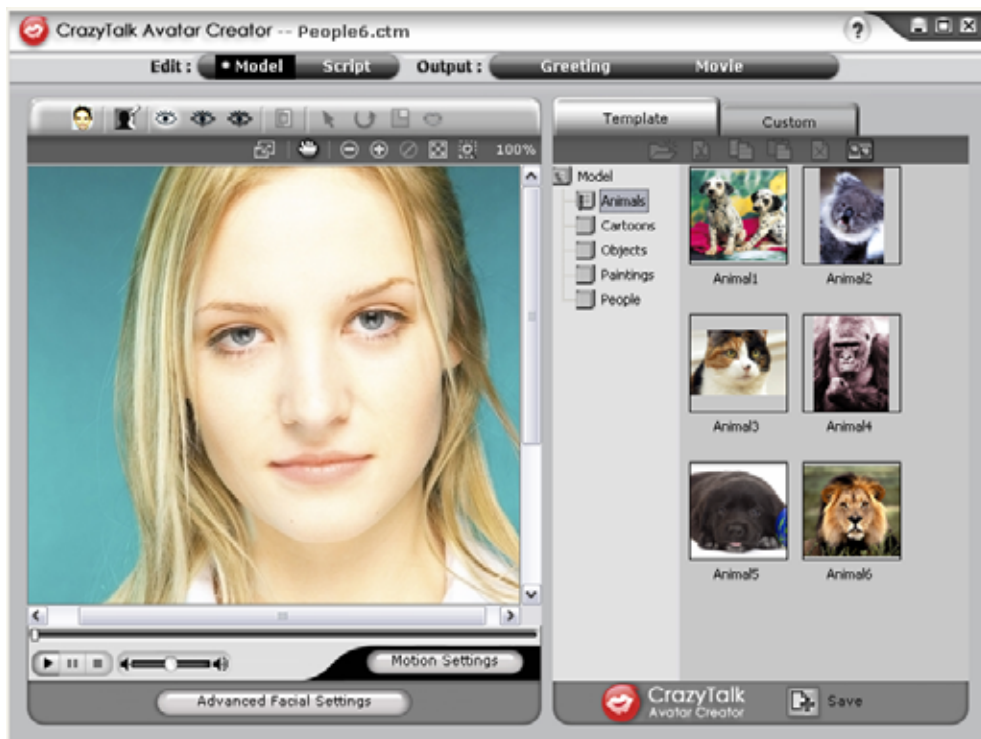 CrazyTalk Avatar Creator -- People6.ctm
?
Edit : Model Script Output : Greeting Movie
Template Custom
100%
Model
Animals
Cartoons
Objects
Paintings
People
Animal1 Animal2
Animal3 Animal4
Animal5 Animal6
Motion Settings
Advanced Facial Settings
CrazyTalk
Avatar Creator
Save